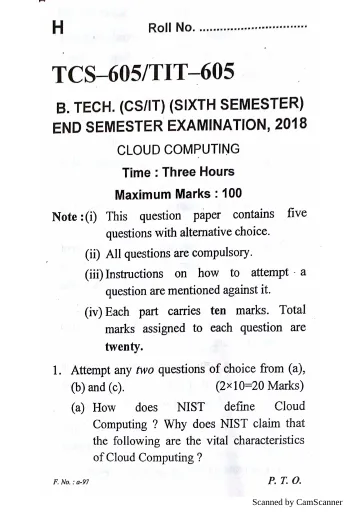 H Roll No. ..............................
TCS–605/TIT–605
B. TECH. (CS/IT) (SIXTH SEMESTER)
END SEMESTER EXAMINATION, 2018
CLOUD COMPUTING
Time : Three Hours
Maximum Marks : 100
Note : (i) This question paper contains five
questions with alternative choice.
(ii) All questions are compulsory.
(iii) Instructions on how to attempt a
question are mentioned against it.
(iv) Each part carries ten marks. Total
marks assigned to each question are
twenty.
1. Attempt any two questions of choice from (a),
(b) and (c). (2×10=20 Marks)
(a) How does NIST define Cloud
Computing ? Why does NIST claim that
the following are the vital characteristics
of Cloud Computing ?
F. No. : a-97 P. T. O.
Scanned by CamScanner